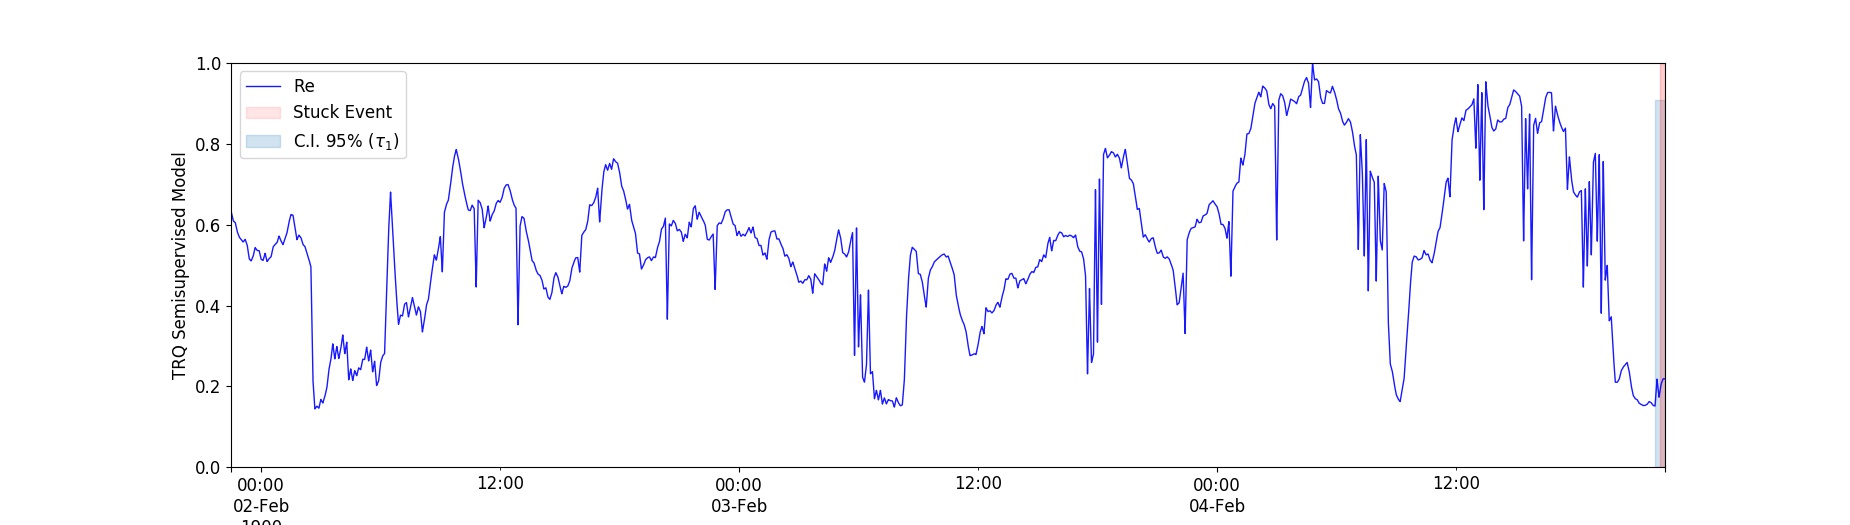 Re
Stuck Event
C.I. 95% (τ₁)
TRQ Semisupervised Model
1.0
0.8
0.6
0.4
0.2
0.0
00:00 12:00 00:00 12:00 00:00 12:00
02-Feb 03-Feb 04-Feb
1900